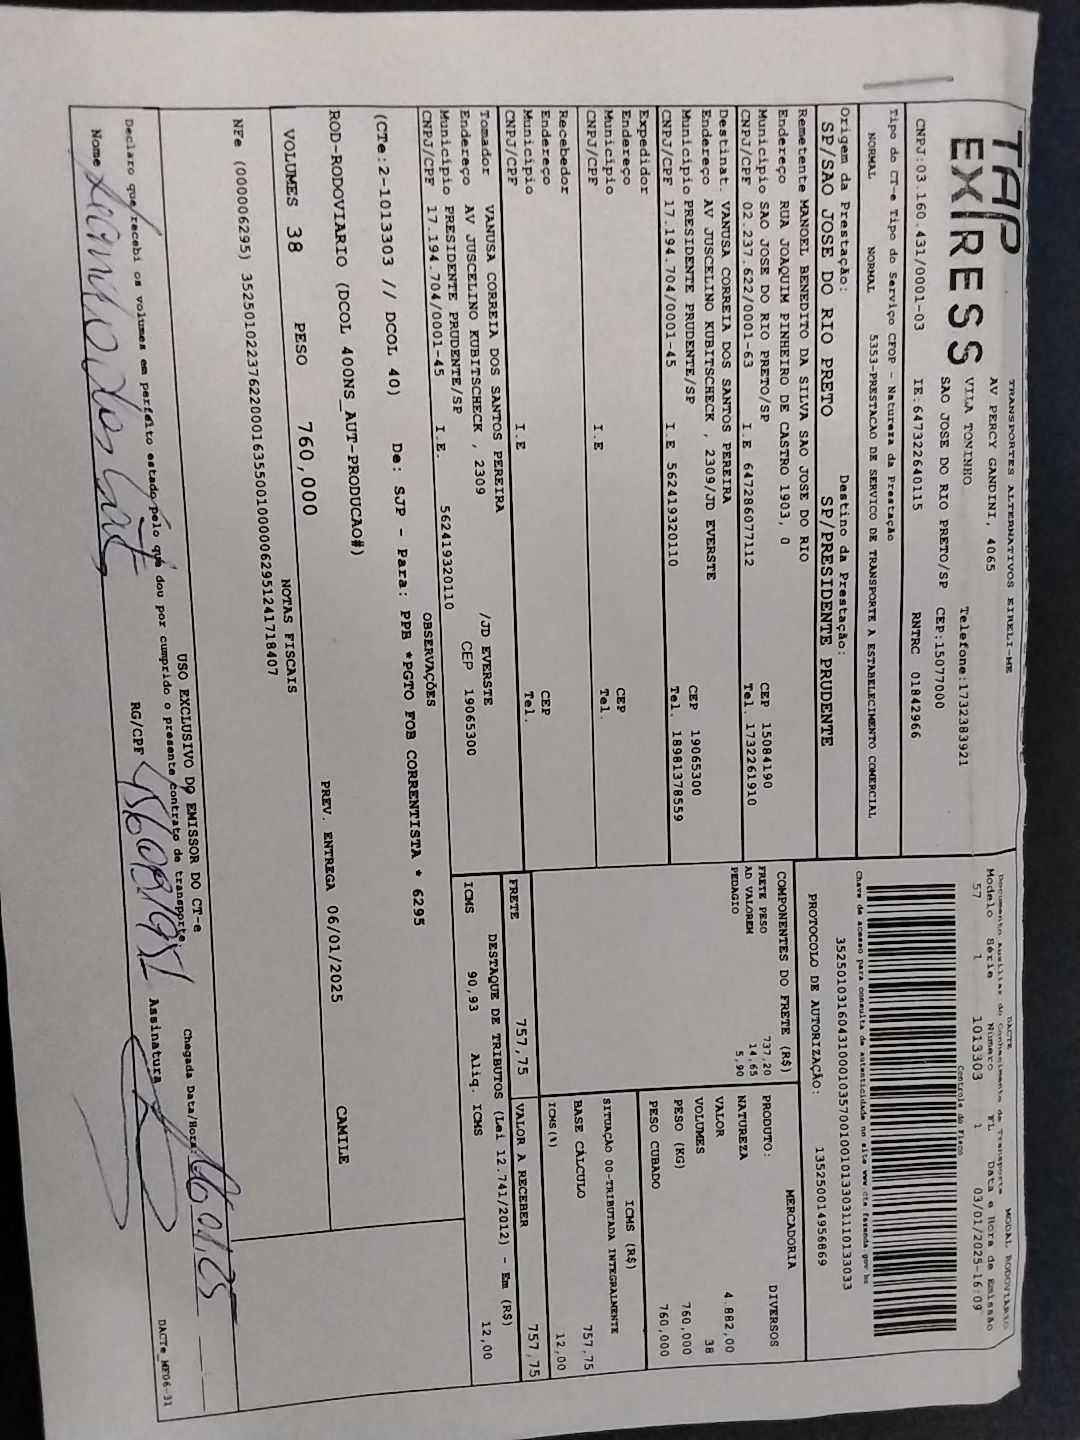 TAP
EXPRESS
TRANSPORTES ALTERNATIVOS EIRELI-ME
AV PERCY GANDINI, 4065
VILA TONINHO Telefone:1732383921
SAO JOSE DO RIO PRETO/SP CEP:15077000
CNPJ:03.160.431/0001-03 IE:647322640115 RNTRC 01842966
DACTE MODAL RODOVIÁRIO
Documento Auxiliar do Conhecimento de Transporte
Modelo Série Número FL Data e Hora de Emissão
57 1 1013303 1 03/01/2025-16:09
Controle do Fisco
Chave de acesso para consulta de autenticidade no site www.cte.fazenda.gov.br
35250103160431000103570010010133031110133033
PROTOCOLO DE AUTORIZAÇÃO: 135250014956869
Tipo do CT-e Tipo do Serviço CFOP - Natureza da Prestação
NORMAL NORMAL 5353-PRESTACAO DE SERVICO DE TRANSPORTE A ESTABELECIMENTO COMERCIAL
Origem da Prestação: Destino da Prestação:
SP/SAO JOSE DO RIO PRETO SP/PRESIDENTE PRUDENTE
Remetente MANOEL BENEDITO DA SILVA SAO JOSE DO RIO
Endereço RUA JOAQUIM PINHEIRO DE CASTRO 1903, 0
Município SAO JOSE DO RIO PRETO/SP CEP 15084190
CNPJ/CPF 02.237.622/0001-63 I.E 647286077112 Tel. 1732261910
Destinat. VANUSA CORREIA DOS SANTOS PEREIRA
Endereço AV JUSCELINO KUBITSCHECK , 2309/JD EVERSTE
Município PRESIDENTE PRUDENTE/SP CEP 19065300
CNPJ/CPF 17.194.704/0001-45 I.E 562419320110 Tel. 18981378559
Expedidor
Endereço
Município CEP
CNPJ/CPF I.E Tel.
Recebedor
Endereço
Município CEP
CNPJ/CPF I.E Tel.
Tomador VANUSA CORREIA DOS SANTOS PEREIRA
Endereço AV JUSCELINO KUBITSCHECK , 2309 /JD EVERSTE
Município PRESIDENTE PRUDENTE/SP CEP 19065300
CNPJ/CPF 17.194.704/0001-45 I.E. 562419320110
COMPONENTES DO FRETE (R$)
FRETE PESO 737,20
AD VALOREM 14,65
PEDAGIO 5,90
FRETE 757,75
MERCADORIA
PRODUTO: DIVERSOS
NATUREZA
VALOR 4.882,00
VOLUMES 38
PESO (KG) 760,000
PESO CUBADO 760,000
ICMS (R$)
SITUAÇÃO 00-TRIBUTADA INTEGRALMENTE
BASE CÁLCULO 757,75
ICMS (%) 12,00
VALOR A RECEBER 757,75
DESTAQUE DE TRIBUTOS (Lei 12.741/2012) - Em (R$)
ICMS 90,93 Aliq. ICMS 12,00
OBSERVAÇÕES
(CTe:2-1013303 // DCOL 40) De: SJP - Para: PPB *PGTO FOB CORRENTISTA * 6295
ROD-RODOVIARIO (DCOL 400NS_AUT-PRODUCAO#)
PREV. ENTREGA 06/01/2025 CAMILE
VOLUMES 38 PESO 760,000
NOTAS FISCAIS
NFe (000006295) 35250102237622000163550010000062951241718407
USO EXCLUSIVO DO EMISSOR DO CT-e
Declaro que recebi os volumes em perfeito estado pelo que dou por cumprido o presente contrato de transporte. Chegada Data/Hora: 06.01.25
Nome RG/CPF Assinatura
DACTe_MF06-31